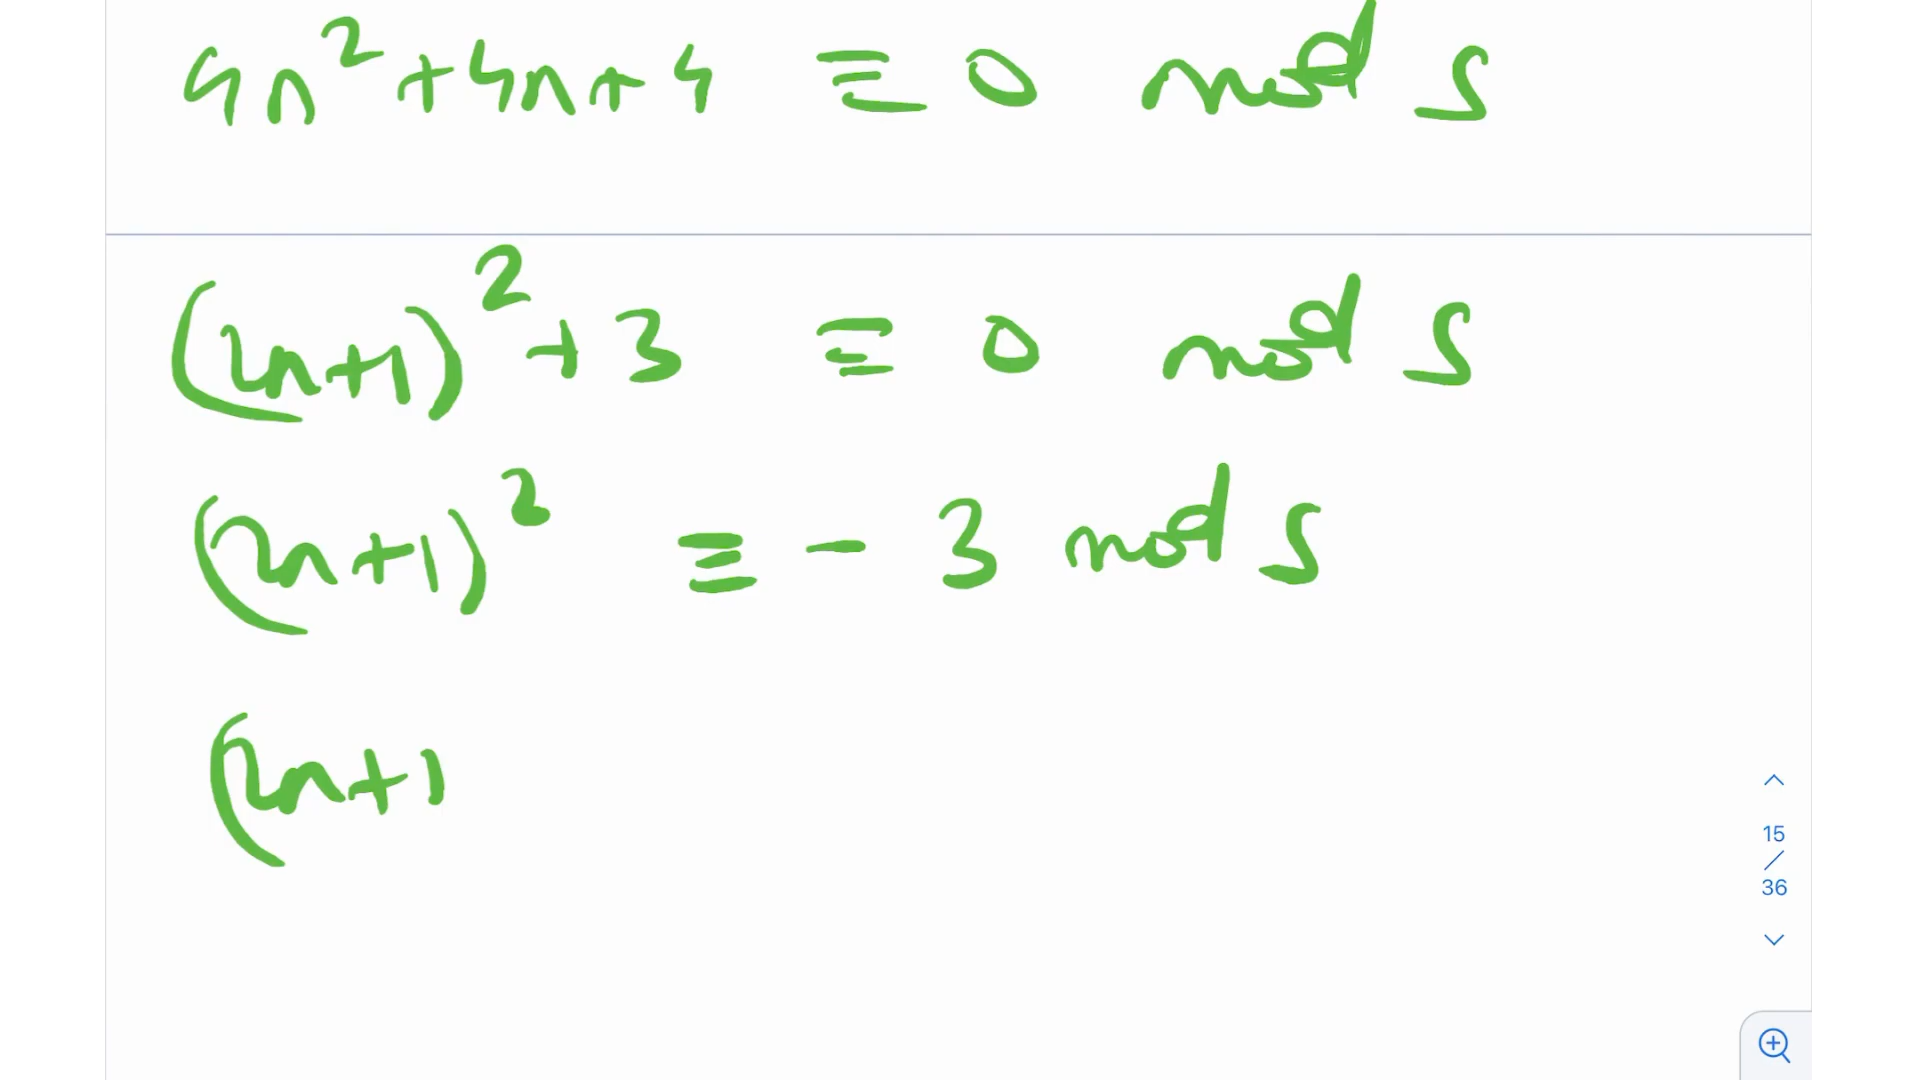 4n²+4n+4 ≡ 0 mod 5
(2n+1)²+3 ≡ 0 mod 5
(2n+1)² ≡ - 3 mod 5
(2n+1
15
/
36